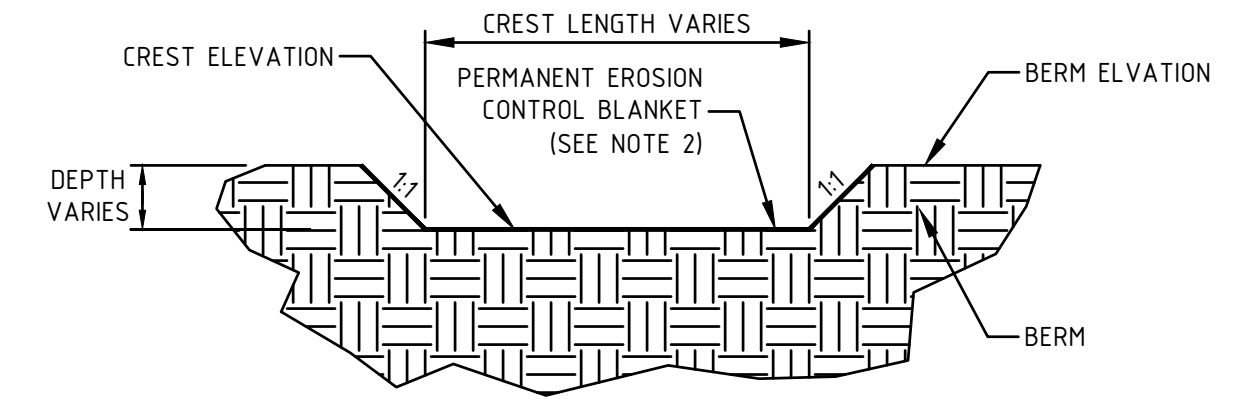 CREST LENGTH VARIES
CREST ELEVATION
PERMANENT EROSION
CONTROL BLANKET
(SEE NOTE 2)
BERM ELVATION
DEPTH
VARIES
1:1
1:1
BERM